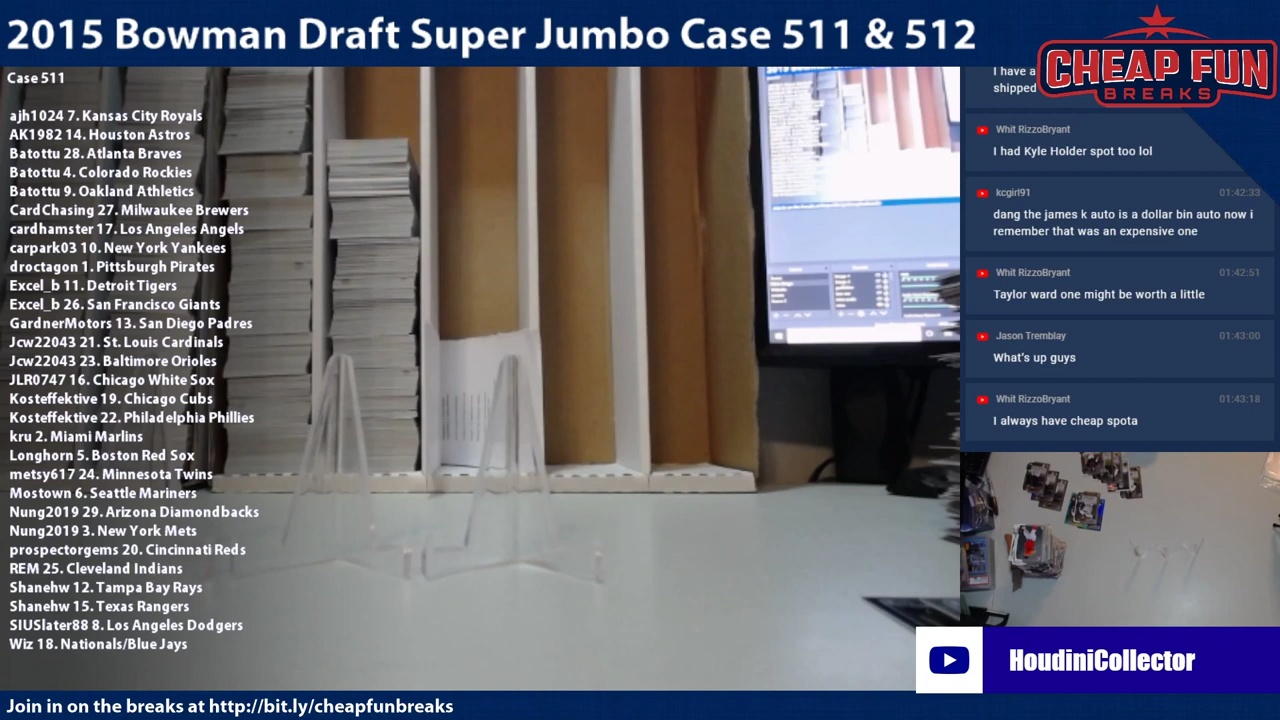 2015 Bowman Draft Super Jumbo Case 511 & 512
Case 511
ajh1024 7. Kansas City Royals
AK1982 14. Houston Astros
Batottu 28. Atlanta Braves
Batottu 4. Colorado Rockies
Batottu 9. Oakland Athletics
CardChasing 27. Milwaukee Brewers
cardhamster 17. Los Angeles Angels
carpark03 10. New York Yankees
droctagon 1. Pittsburgh Pirates
Excel_b 11. Detroit Tigers
Excel_b 26. San Francisco Giants
GardnerMotors 13. San Diego Padres
Jcw22043 21. St. Louis Cardinals
Jcw22043 23. Baltimore Orioles
JLR0747 16. Chicago White Sox
Kosteffektive 19. Chicago Cubs
Kosteffektive 22. Philadelphia Phillies
kru 2. Miami Marlins
Longhorn 5. Boston Red Sox
metsy617 24. Minnesota Twins
Mostown 6. Seattle Mariners
Nung2019 29. Arizona Diamondbacks
Nung2019 3. New York Mets
prospectorgems 20. Cincinnati Reds
REM 25. Cleveland Indians
Shanehw 12. Tampa Bay Rays
Shanehw 15. Texas Rangers
SIUSlater88 8. Los Angeles Dodgers
Wiz 18. Nationals/Blue Jays
CHEAP FUN
BREAKS
I have a
shipped
Whit RizzoBryant
I had Kyle Holder spot too lol
kcgirl91 01:42:33
dang the james k auto is a dollar bin auto now i
remember that was an expensive one
Whit RizzoBryant 01:42:51
Taylor ward one might be worth a little
Jason Tremblay 01:43:00
What's up guys
Whit RizzoBryant 01:43:18
I always have cheap spota
HoudiniCollector
Join in on the breaks at http://bit.ly/cheapfunbreaks